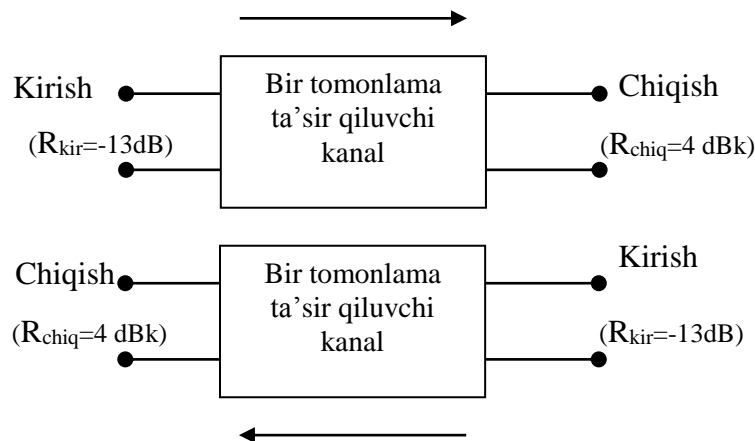 Kirish
(Rkir=-13dB)
Bir tomonlama
ta’sir qiluvchi
kanal
Chiqish
(Rchiq=4 dBk)
Chiqish
(Rchiq=4 dBk)
Bir tomonlama
ta’sir qiluvchi
kanal
Kirish
(Rkir=-13dB)